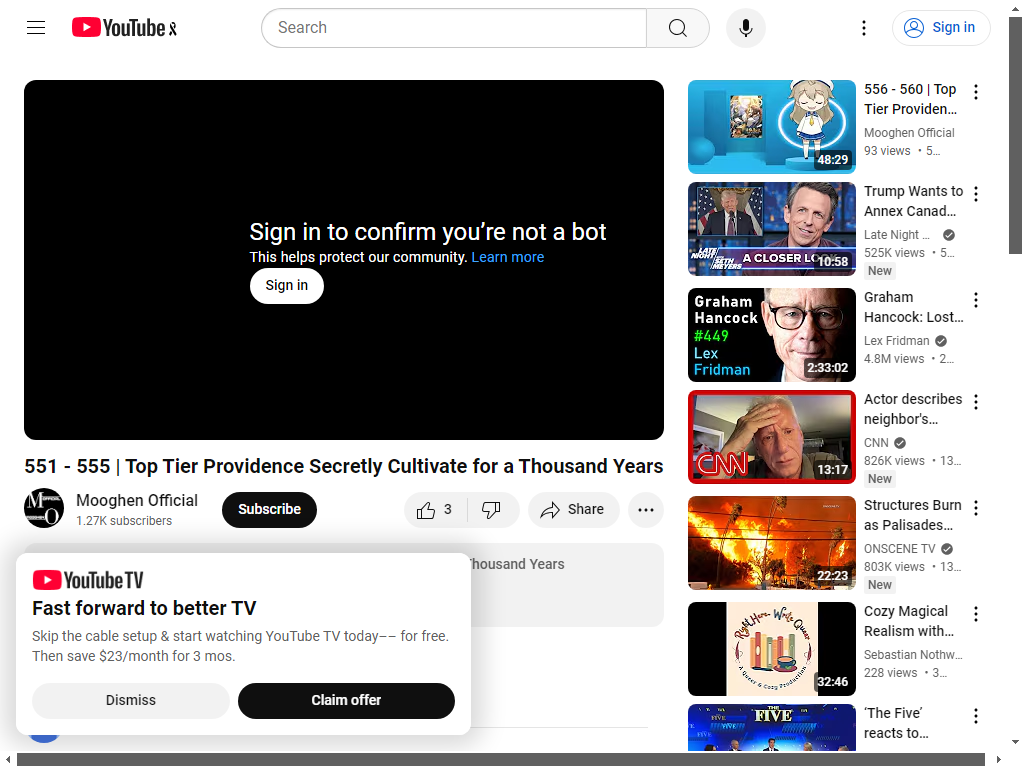 YouTube
Search
Sign in
Sign in to confirm you’re not a bot
This helps protect our community. Learn more
Sign in
551 - 555 | Top Tier Providence Secretly Cultivate for a Thousand Years
Mooghen Official
1.27K subscribers
Subscribe
3
Share
Thousand Years
YouTube TV
Fast forward to better TV
Skip the cable setup & start watching YouTube TV today–– for free.
Then save $23/month for 3 mos.
Dismiss
Claim offer
48:29
556 - 560 | Top
Tier Providen…
Mooghen Official
93 views • 5…
LATE NIGHT WITH SETH MEYERS
A CLOSER LOOK
10:58
Trump Wants to
Annex Canad…
Late Night …
525K views • 5…
New
Graham
Hancock
#449
Lex
Fridman
2:33:02
Graham
Hancock: Lost…
Lex Fridman
4.8M views • 2…
CNN
13:17
Actor describes
neighbor's…
CNN
826K views • 13…
New
22:23
Structures Burn
as Palisades…
ONSCENE TV
803K views • 13…
New
Right Here, Write Queer
A Queer & Cozy Production
32:46
Cozy Magical
Realism with…
Sebastian Nothw…
228 views • 3…
THE
FIVE
‘The Five’
reacts to…